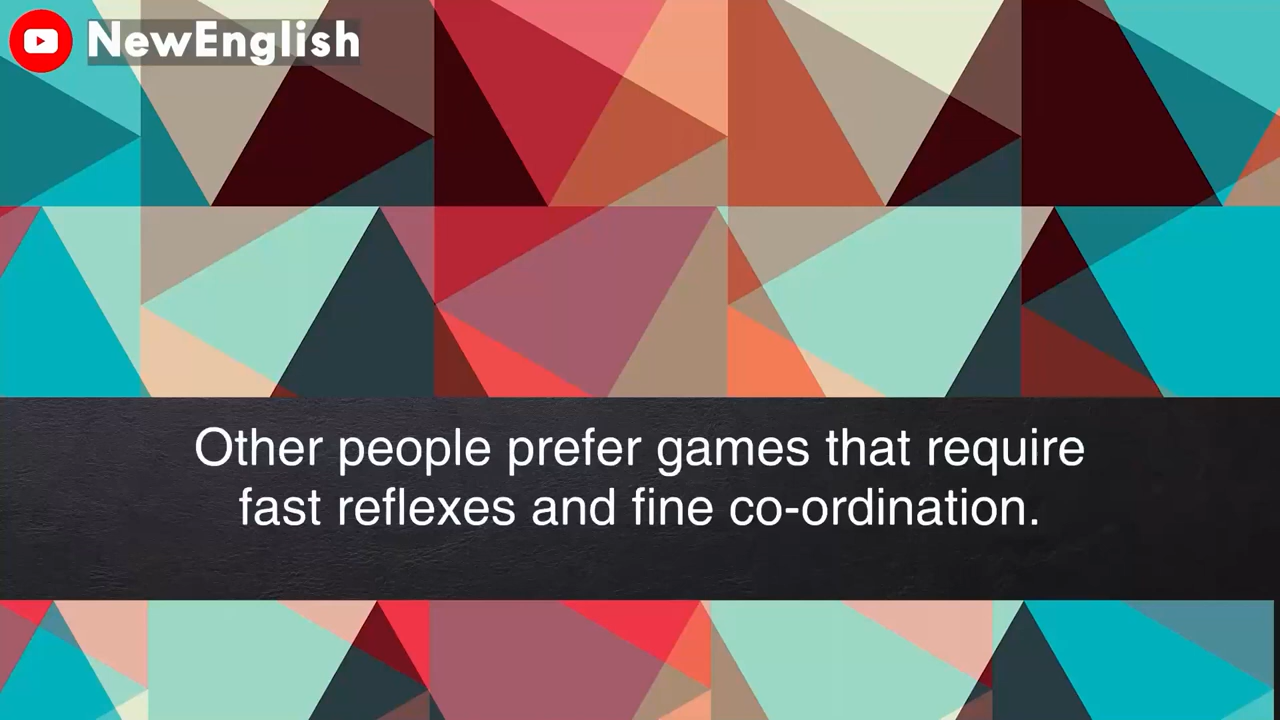 NewEnglish
Other people prefer games that require
fast reflexes and fine co-ordination.